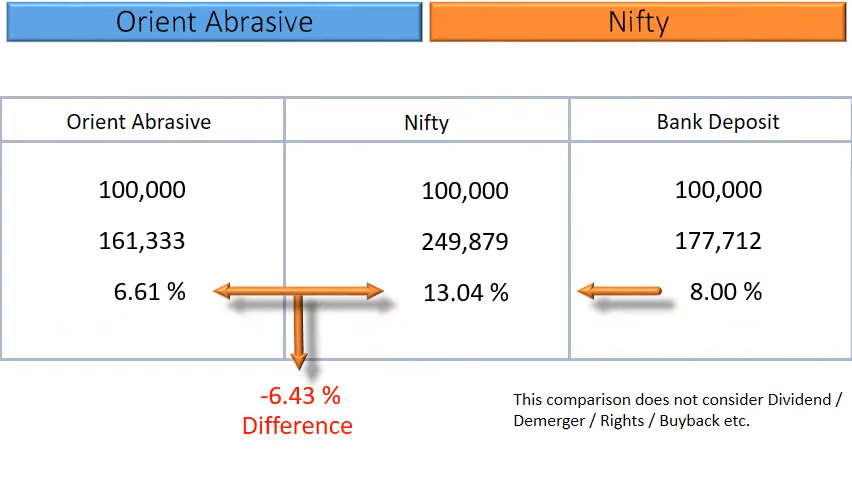 Orient Abrasive
Nifty
Orient Abrasive
Nifty
Bank Deposit
100,000
100,000
100,000
161,333
249,879
177,712
6.61 %
13.04 %
8.00 %
-6.43 %
Difference
This comparison does not consider Dividend /
Demerger / Rights / Buyback etc.